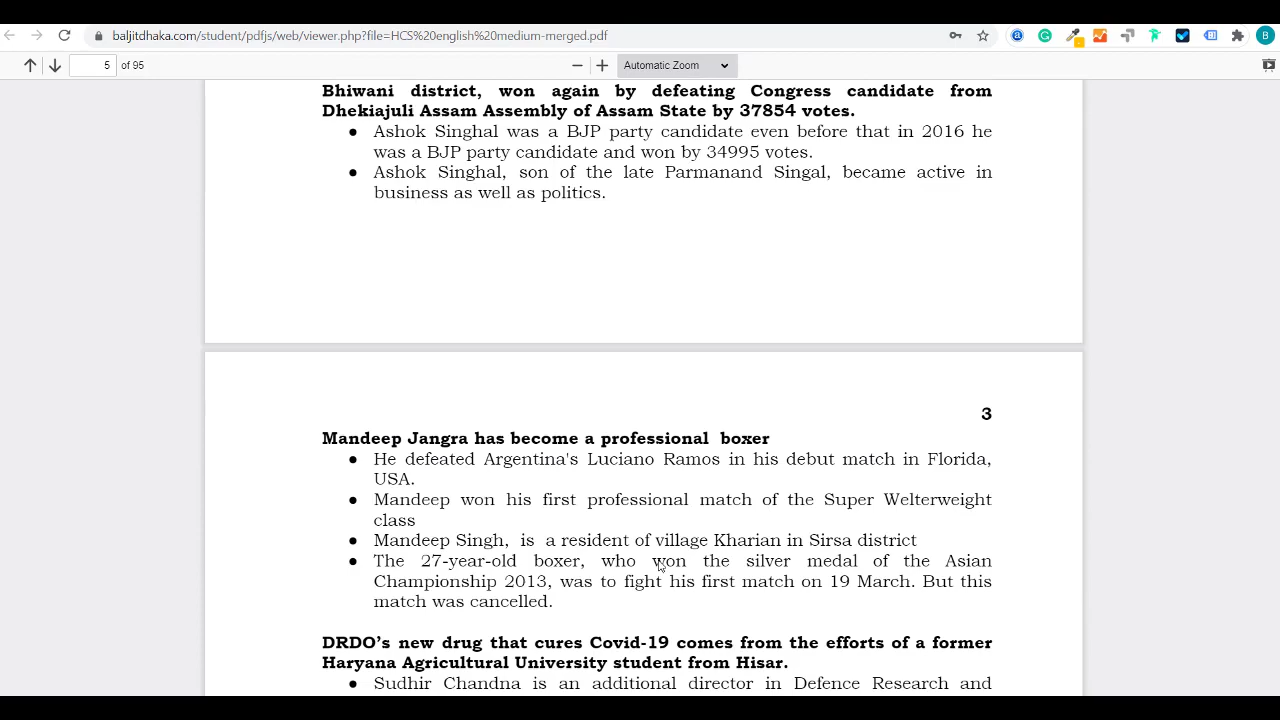 baljitdhaka.com/student/pdfjs/web/viewer.php?file=HCS%20english%20medium-merged.pdf
B
5 of 95
Automatic Zoom
Bhiwani district, won again by defeating Congress candidate from
Dhekiajuli Assam Assembly of Assam State by 37854 votes.
● Ashok Singhal was a BJP party candidate even before that in 2016 he
was a BJP party candidate and won by 34995 votes.
● Ashok Singhal, son of the late Parmanand Singal, became active in
business as well as politics.
3
Mandeep Jangra has become a professional boxer
● He defeated Argentina's Luciano Ramos in his debut match in Florida,
USA.
● Mandeep won his first professional match of the Super Welterweight
class
● Mandeep Singh, is a resident of village Kharian in Sirsa district
● The 27-year-old boxer, who won the silver medal of the Asian
Championship 2013, was to fight his first match on 19 March. But this
match was cancelled.
DRDO’s new drug that cures Covid-19 comes from the efforts of a former
Haryana Agricultural University student from Hisar.
● Sudhir Chandna is an additional director in Defence Research and